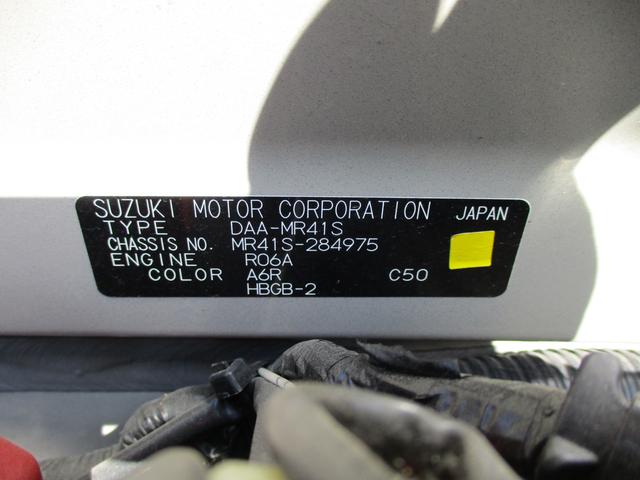 SUZUKI MOTOR CORPORATION JAPAN
TYPE DAA-MR41S
CHASSIS NO. MR41S-284975
ENGINE R06A
COLOR A6R C50
HBGB-2